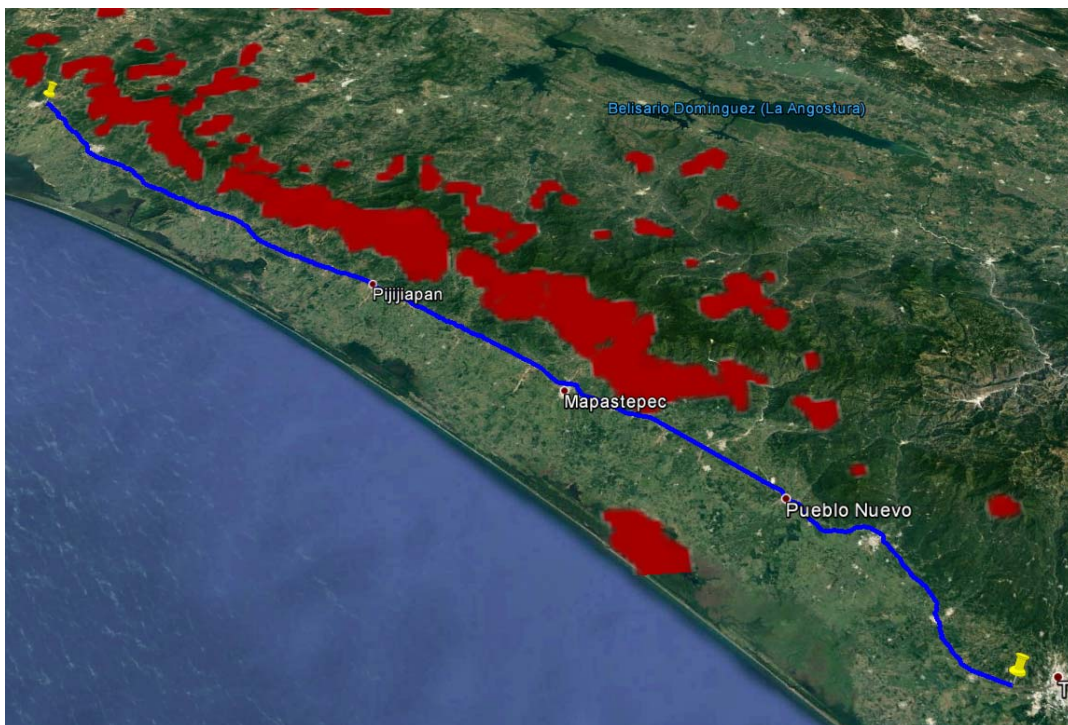 Belisario Dominguez (La Angostura)
Pijijiapan
Mapastepec
Pueblo Nuevo
T